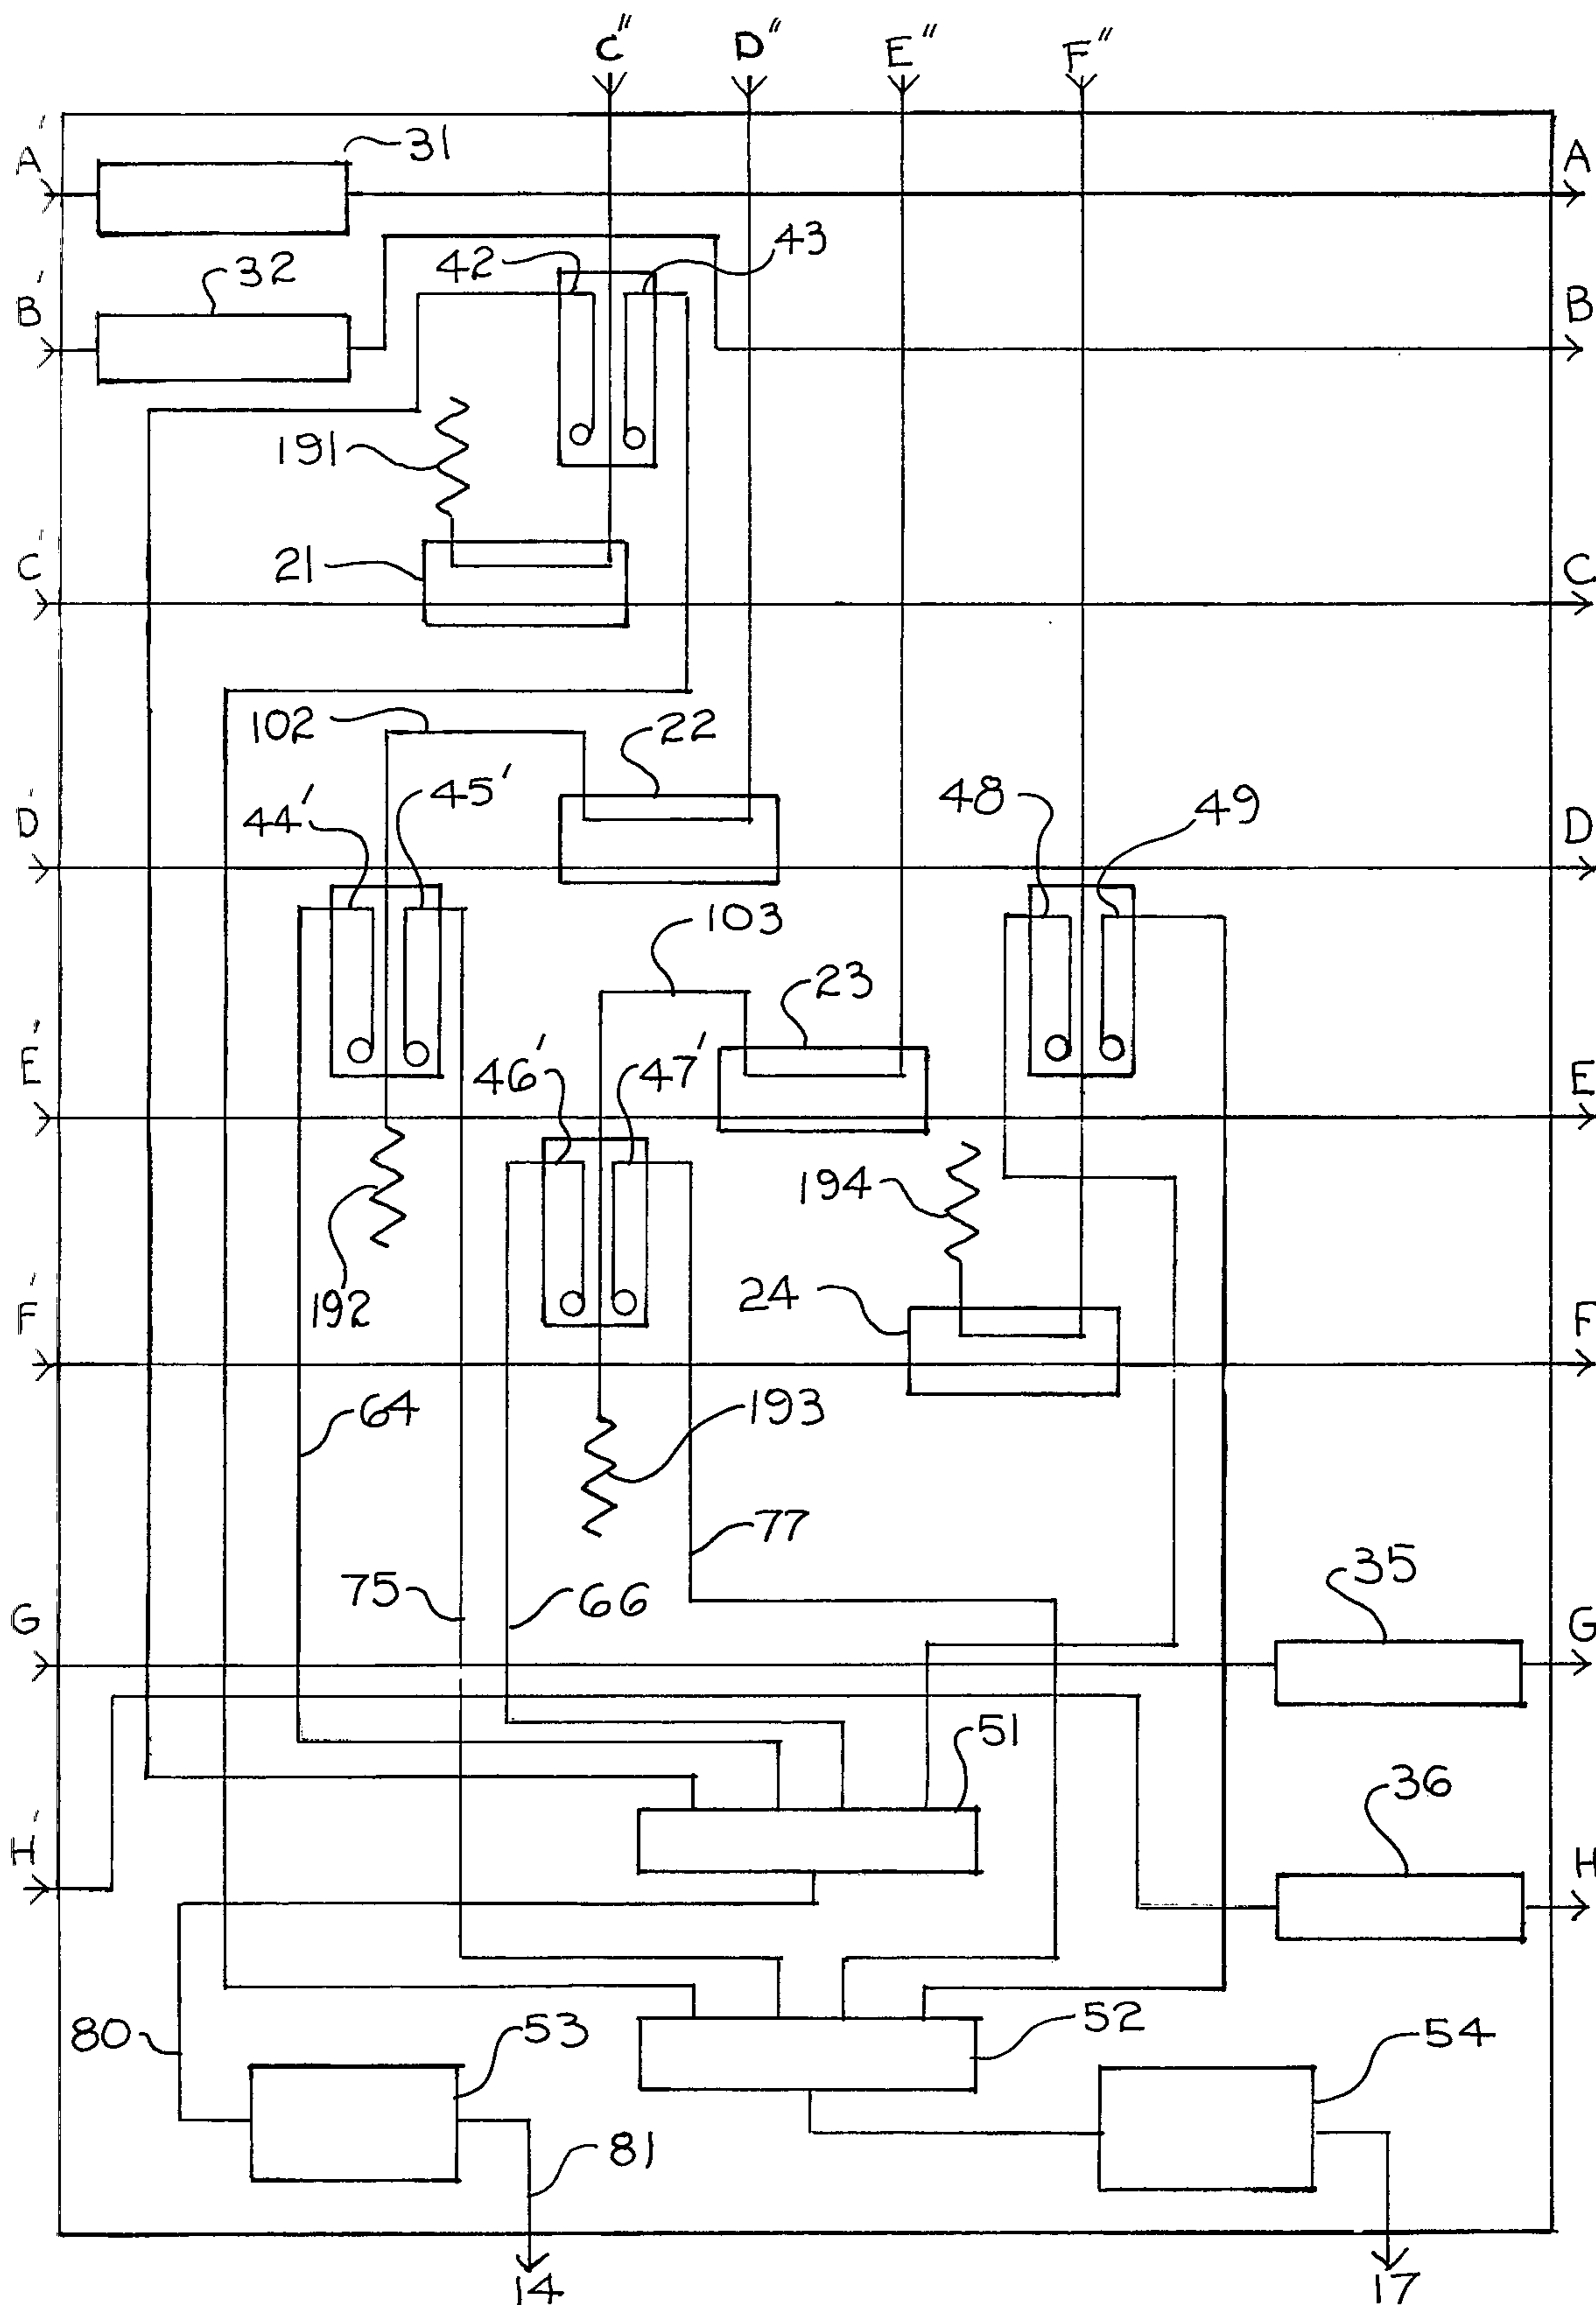 C" D" E" F"
A' 31 A
42 43
B' 32 B
191
C' 21 C
102 22
44' 45' 48 49
D' D
103
23
E' 46' 47' E
194
192 24
F' F
64 193
77
75 66 35
G G
51
36
H' H
80 53 52 54
81
14 17